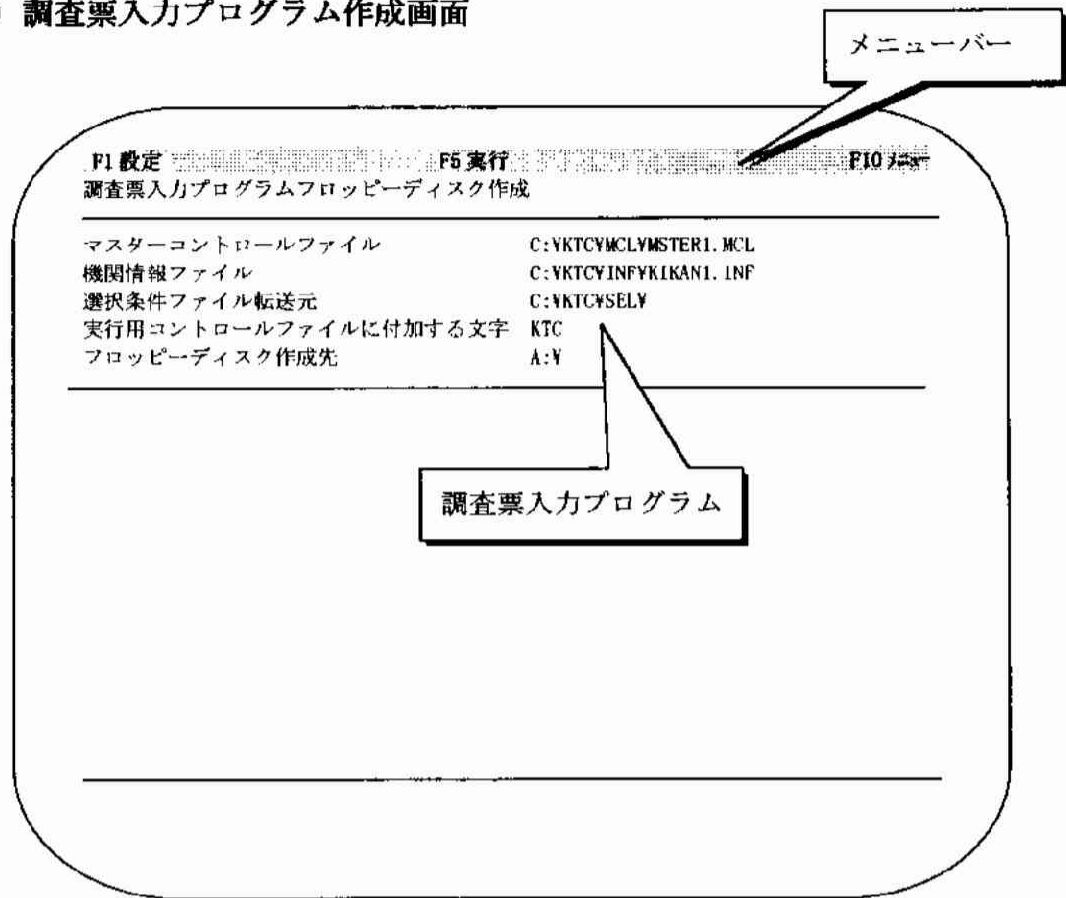 調査票入力プログラム作成画面
メニューバー
F1 設定 F5 実行 F10 メニュー
調査票入力プログラムフロッピーディスク作成
マスターコントロールファイル C:¥KTC¥MCL¥MSTER1.MCL
機関情報ファイル C:¥KTC¥INF¥KIKAN1.INF
選択条件ファイル転送元 C:¥KTC¥SEL¥
実行用コントロールファイルに付加する文字 KTC
フロッピーディスク作成先 A:¥
調査票入力プログラム